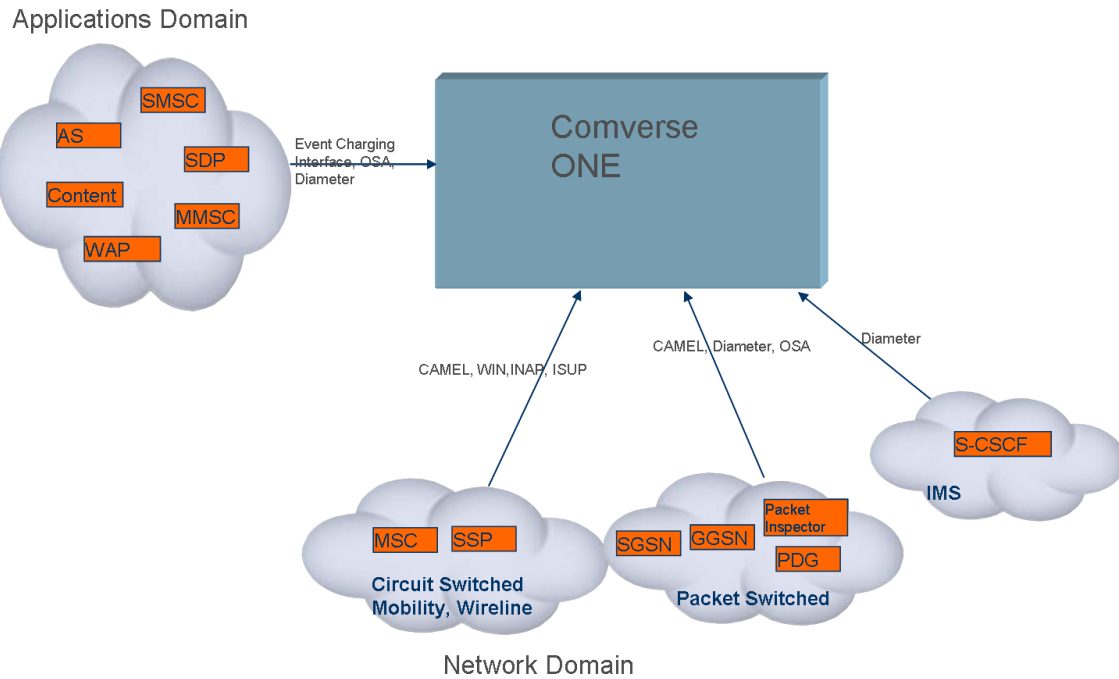 Applications Domain
SMSC
AS
SDP
Content
MMSC
WAP
Event Charging
Interface, OSA,
Diameter
Comverse
ONE
CAMEL, WIN,INAP, ISUP
CAMEL, Diameter, OSA
Diameter
MSC
SSP
Circuit Switched
Mobility, Wireline
SGSN
GGSN
Packet
Inspector
PDG
Packet Switched
S-CSCF
IMS
Network Domain